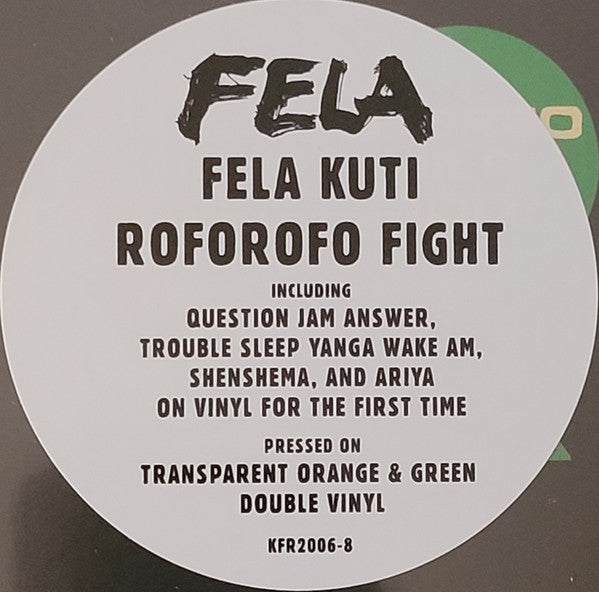 FELA
FELA KUTI
ROFOROFO FIGHT
INCLUDING
QUESTION JAM ANSWER,
TROUBLE SLEEP YANGA WAKE AM,
SHENSHEMA, AND ARIYA
ON VINYL FOR THE FIRST TIME
PRESSED ON
TRANSPARENT ORANGE & GREEN
DOUBLE VINYL
KFR2006-8